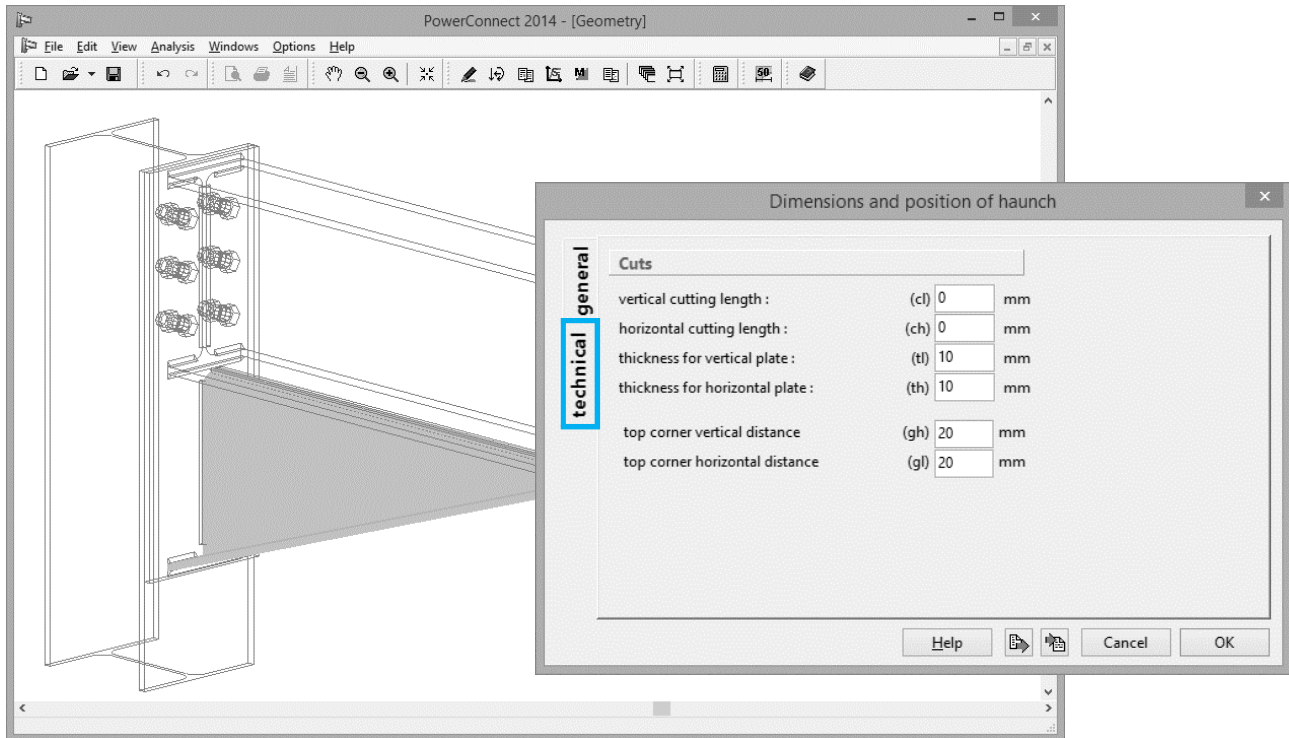 PowerConnect 2014 - [Geometry]
File Edit View Analysis Windows Options Help
M 50.
Dimensions and position of haunch
general
technical
Cuts
vertical cutting length : (cl) 0 mm
horizontal cutting length : (ch) 0 mm
thickness for vertical plate : (tl) 10 mm
thickness for horizontal plate : (th) 10 mm
top corner vertical distance (gh) 20 mm
top corner horizontal distance (gl) 20 mm
Help Cancel OK